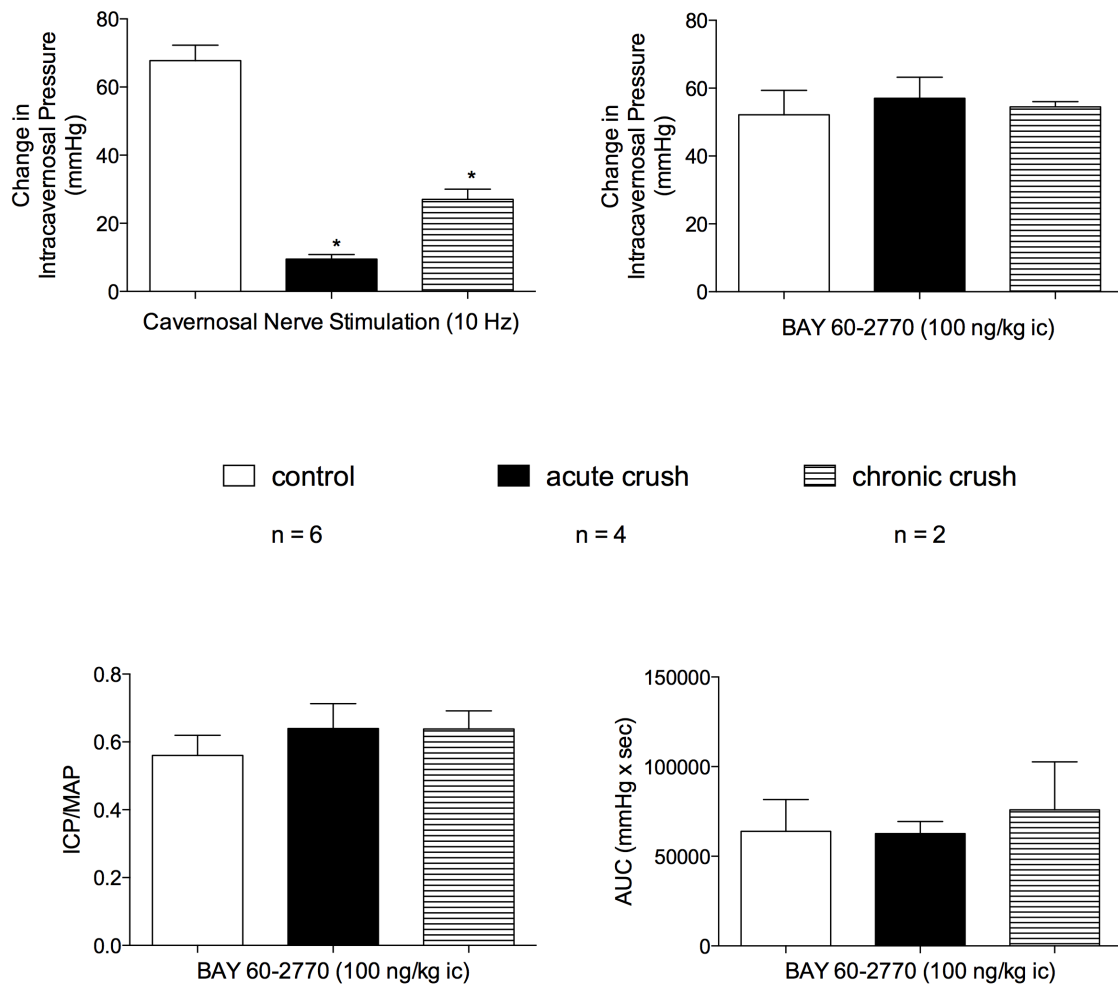 Change in
Intracavernosal Pressure
(mmHg)
80
60
40
20
0
*
*
Cavernosal Nerve Stimulation (10 Hz)
Change in
Intracavernosal Pressure
(mmHg)
80
60
40
20
0
BAY 60-2770 (100 ng/kg ic)
control
acute crush
chronic crush
n = 6
n = 4
n = 2
ICP/MAP
0.8
0.6
0.4
0.2
0.0
BAY 60-2770 (100 ng/kg ic)
AUC (mmHg x sec)
150000
100000
50000
0
BAY 60-2770 (100 ng/kg ic)